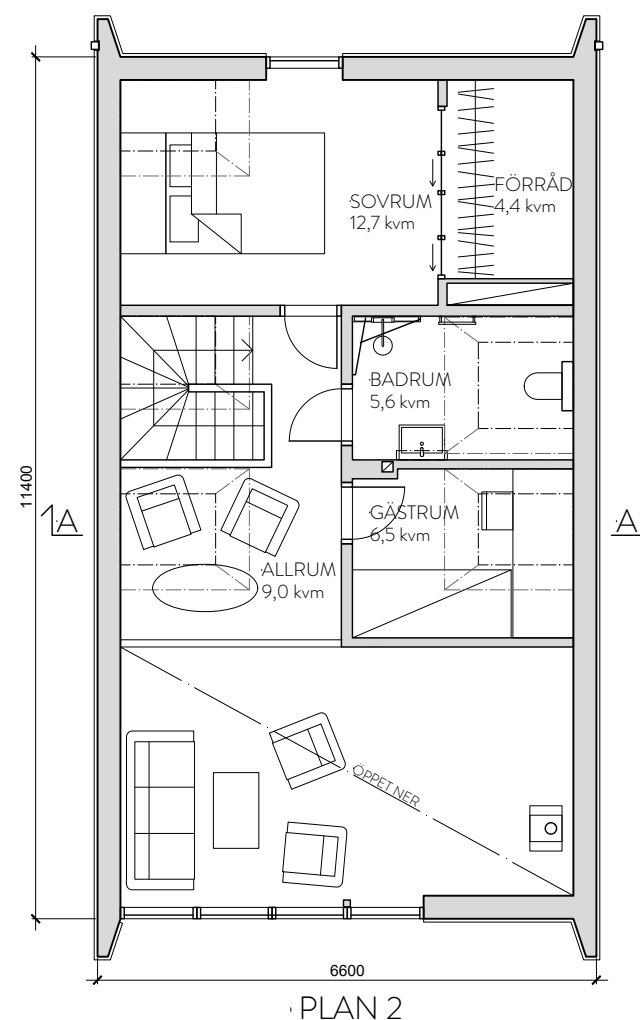 SOVRUM
12,7 kvm
FÖRRÅD
4,4 kvm
BADRUM
5,6 kvm
11400
A
GÄSTRUM
6,5 kvm
A
ALLRUM
9,0 kvm
ÖPPET NER
6600
PLAN 2